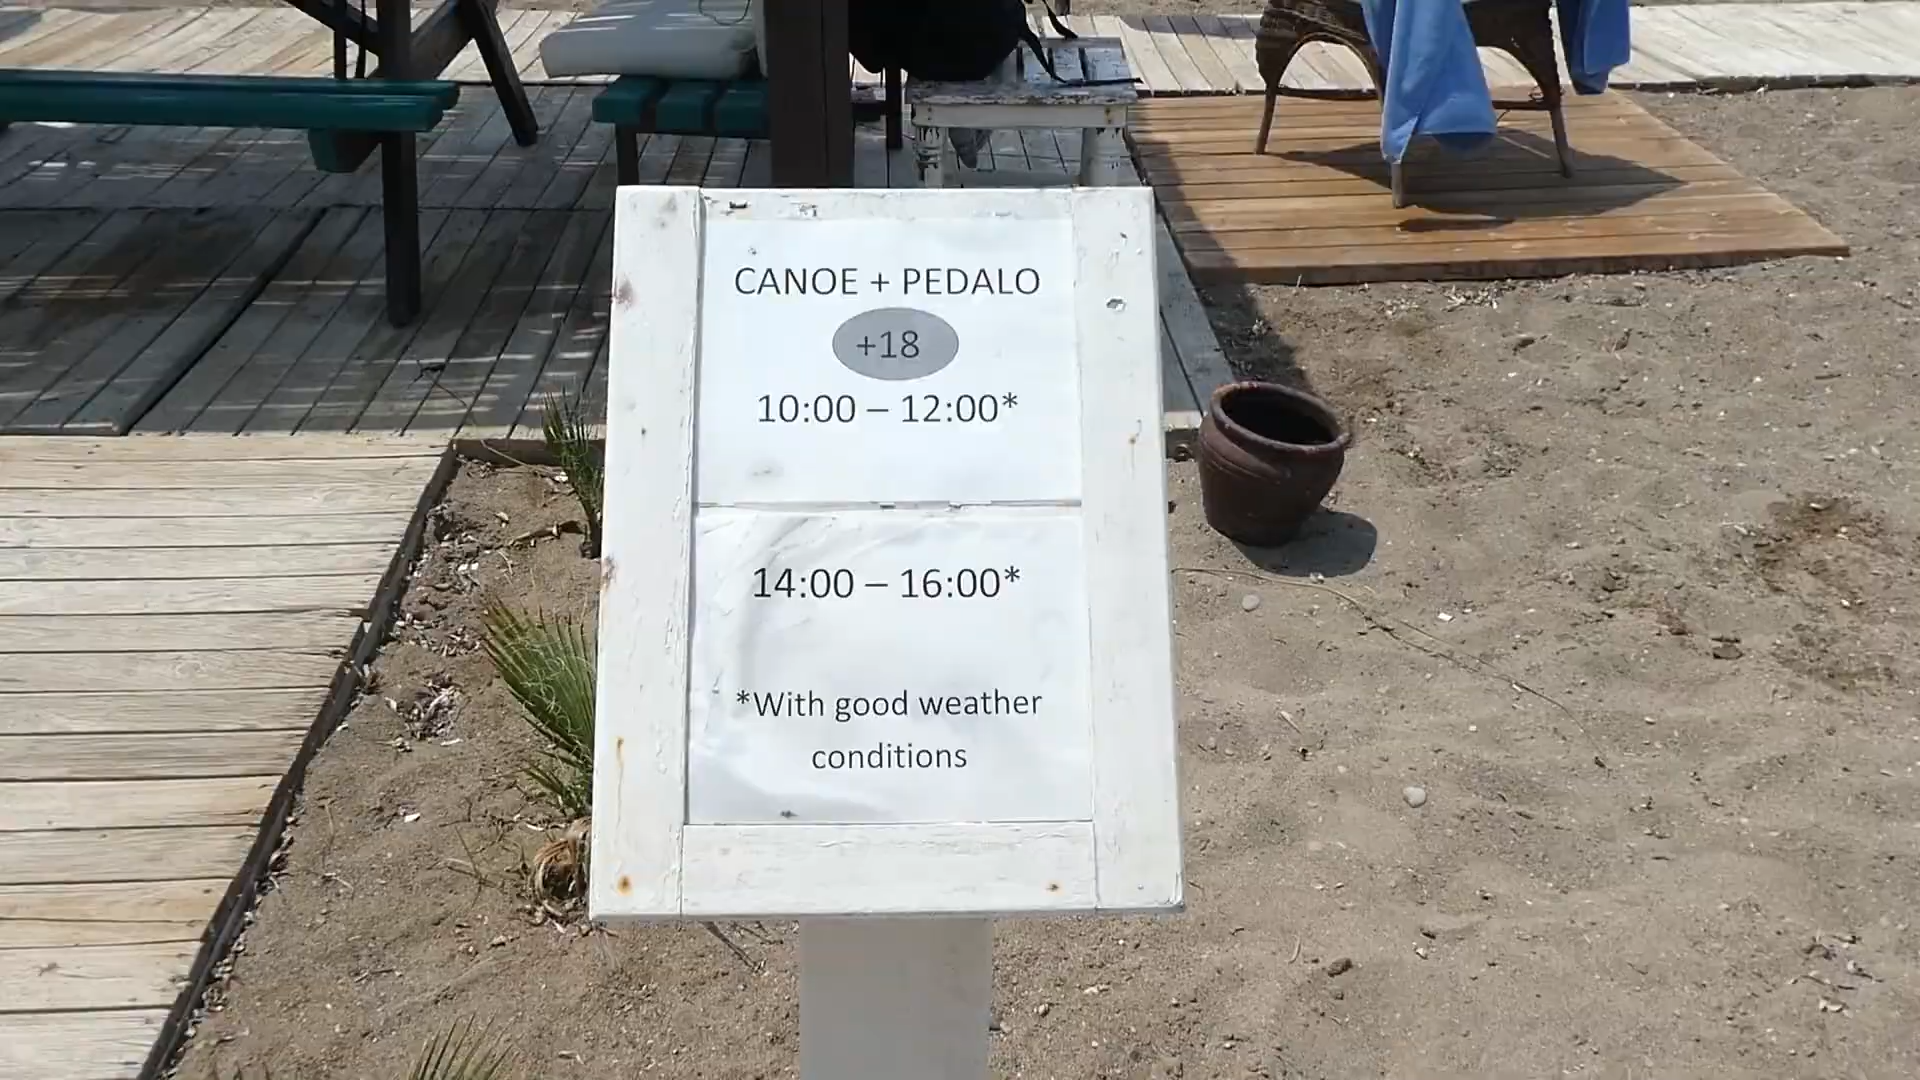 CANOE + PEDALO
+18
10:00 – 12:00*
14:00 – 16:00*
*With good weather
conditions